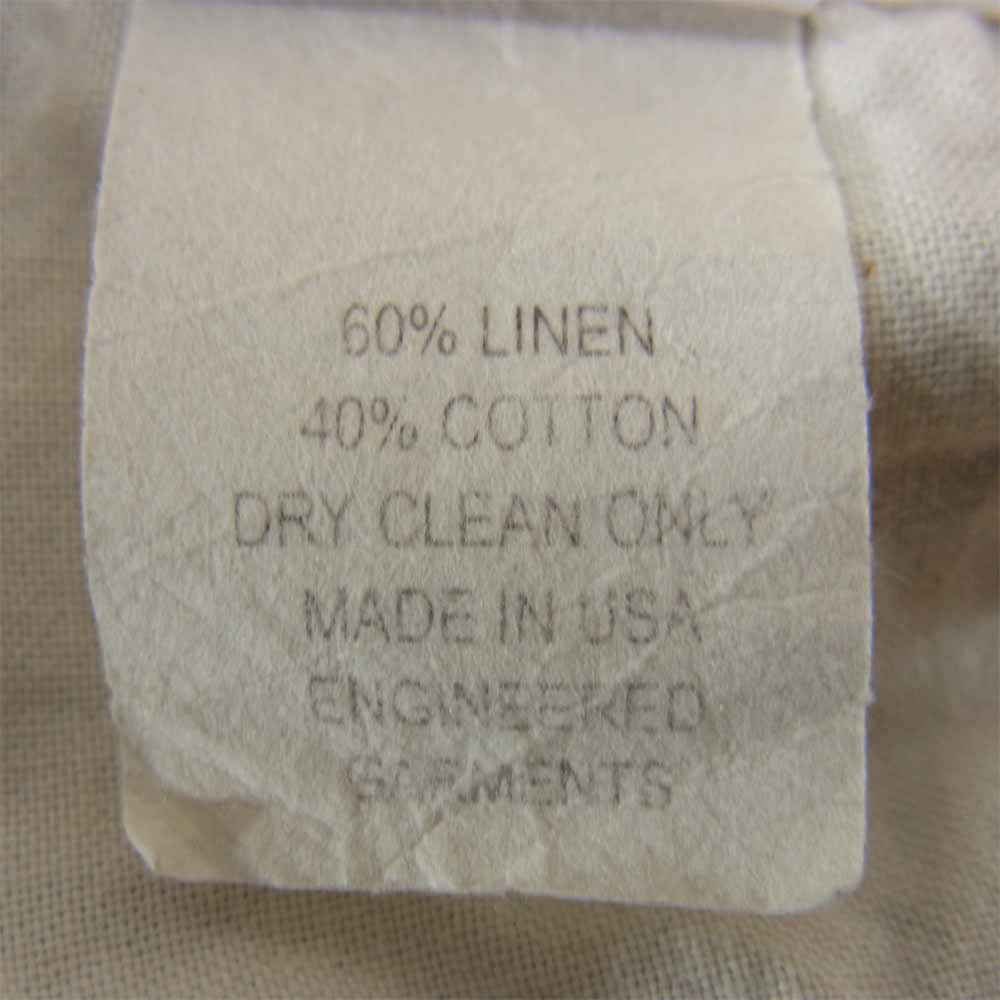 60% LINEN
40% COTTON
DRY CLEAN ONLY
MADE IN USA
ENGINEERED
GARMENTS